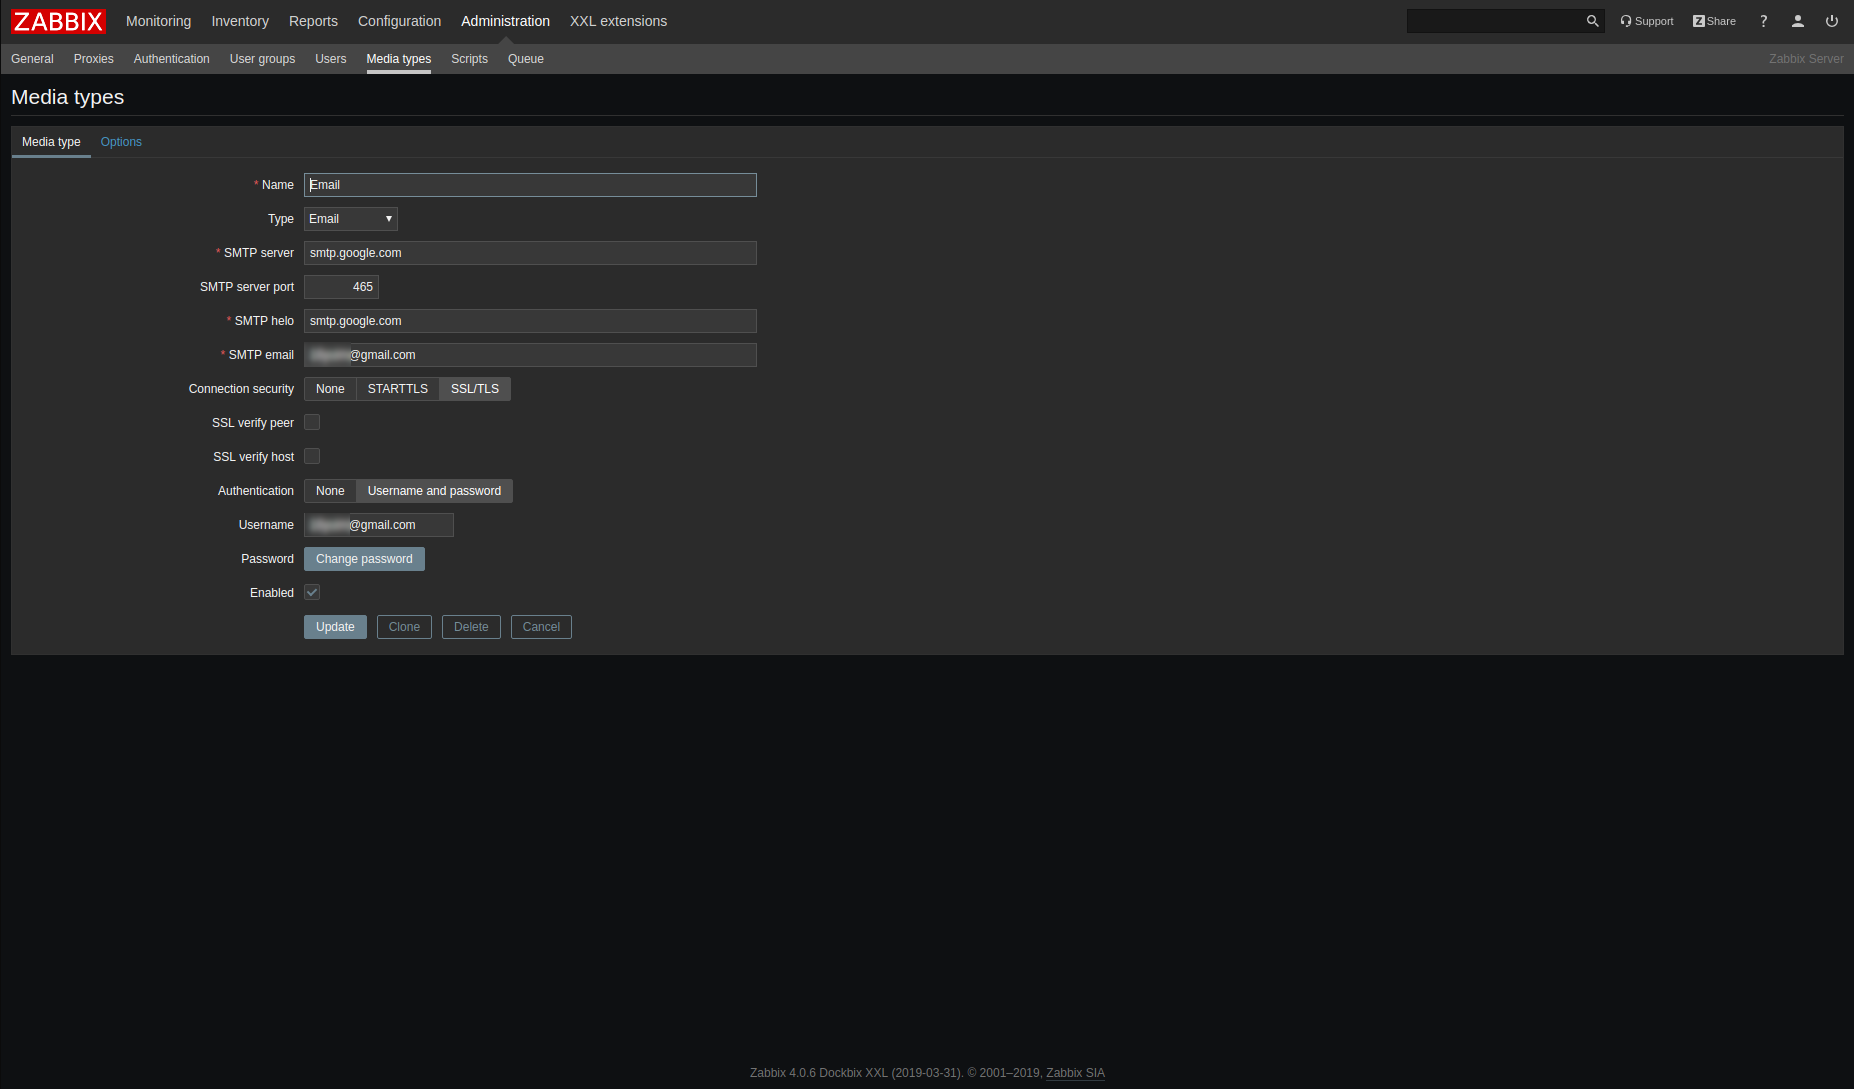 ZABBIX Monitoring Inventory Reports Configuration Administration XXL extensions Support Z Share ?
General Proxies Authentication User groups Users Media types Scripts Queue Zabbix Server
Media types
Media type Options
* Name Email
Type Email
* SMTP server smtp.google.com
SMTP server port 465
* SMTP helo smtp.google.com
* SMTP email @gmail.com
Connection security None STARTTLS SSL/TLS
SSL verify peer
SSL verify host
Authentication None Username and password
Username @gmail.com
Password Change password
Enabled
Update Clone Delete Cancel
Zabbix 4.0.6 Dockbix XXL (2019-03-31). © 2001–2019, Zabbix SIA